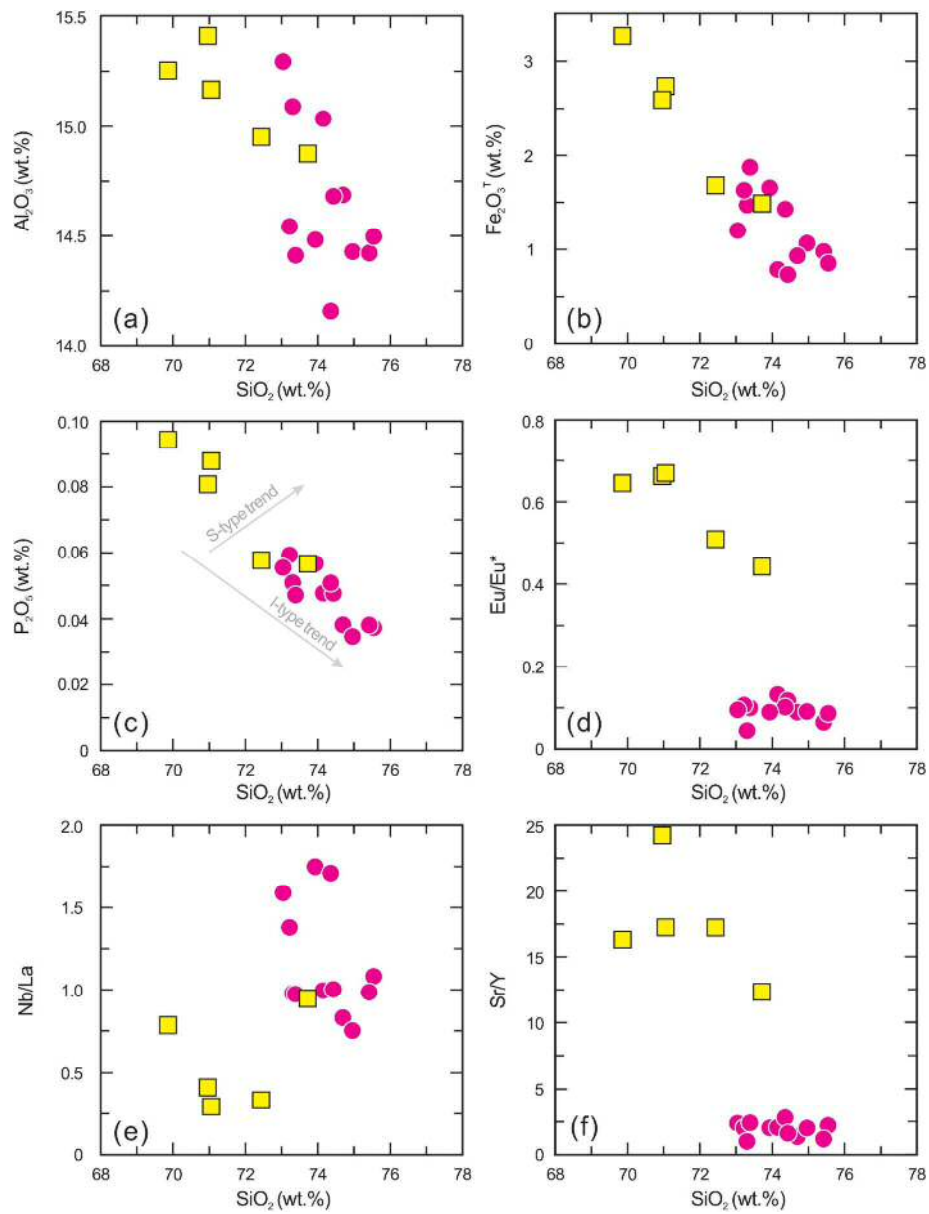 15.5
15.0
14.5
14.0
Al₂O₃ (wt.%)
(a)
68 70 72 74 76 78
SiO₂ (wt.%)
3
2
1
0
Fe₂O₃ᵀ (wt.%)
(b)
68 70 72 74 76 78
SiO₂ (wt.%)
0.10
0.08
0.06
0.04
0.02
0
P₂O₅ (wt.%)
S-type trend
I-type trend
(c)
68 70 72 74 76 78
SiO₂ (wt.%)
0.8
0.6
0.4
0.2
0
Eu/Eu*
(d)
68 70 72 74 76 78
SiO₂ (wt.%)
2.0
1.5
1.0
0.5
0
Nb/La
(e)
68 70 72 74 76 78
SiO₂ (wt.%)
25
20
15
10
5
0
Sr/Y
(f)
68 70 72 74 76 78
SiO₂ (wt.%)